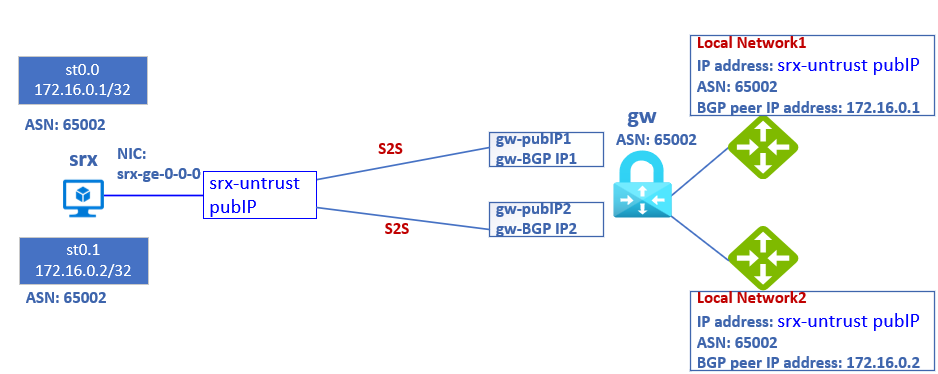 st0.0
172.16.0.1/32
ASN: 65002
srx
NIC:
srx-ge-0-0-0
srx-untrust
pubIP
st0.1
172.16.0.2/32
ASN: 65002
S2S
S2S
gw-pubIP1
gw-BGP IP1
gw-pubIP2
gw-BGP IP2
gw
ASN: 65002
Local Network1
IP address: srx-untrust pubIP
ASN: 65002
BGP peer IP address: 172.16.0.1
Local Network2
IP address: srx-untrust pubIP
ASN: 65002
BGP peer IP address: 172.16.0.2